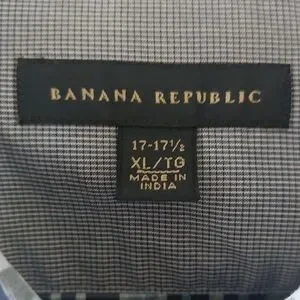 BANANA REPUBLIC
17-17½
XL/TG
MADE IN
INDIA